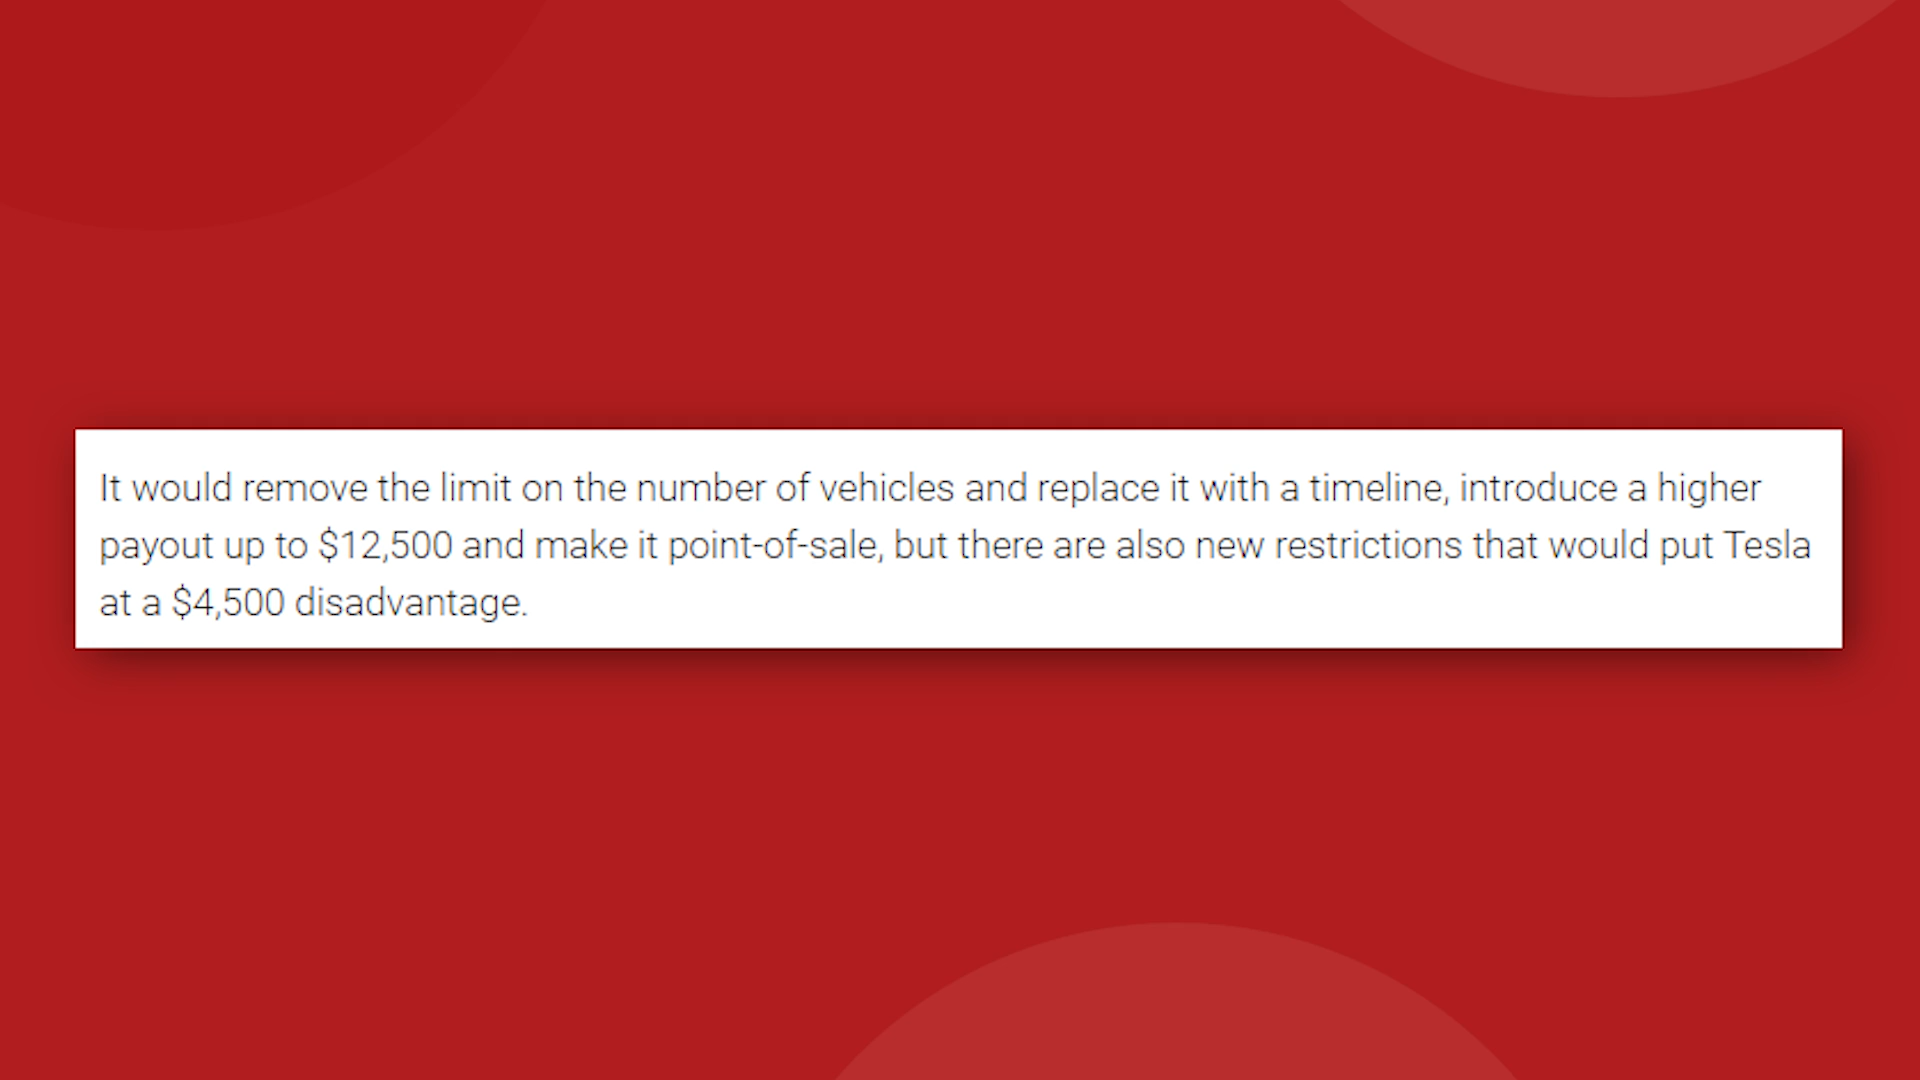 It would remove the limit on the number of vehicles and replace it with a timeline, introduce a higher
payout up to $12,500 and make it point-of-sale, but there are also new restrictions that would put Tesla
at a $4,500 disadvantage.